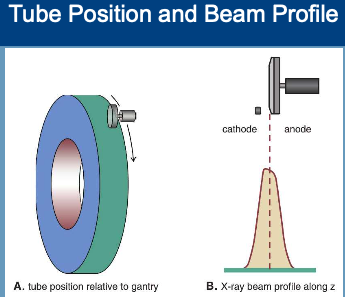 Tube Position and Beam Profile
cathode anode
A. tube position relative to gantry
B. X-ray beam profile along z